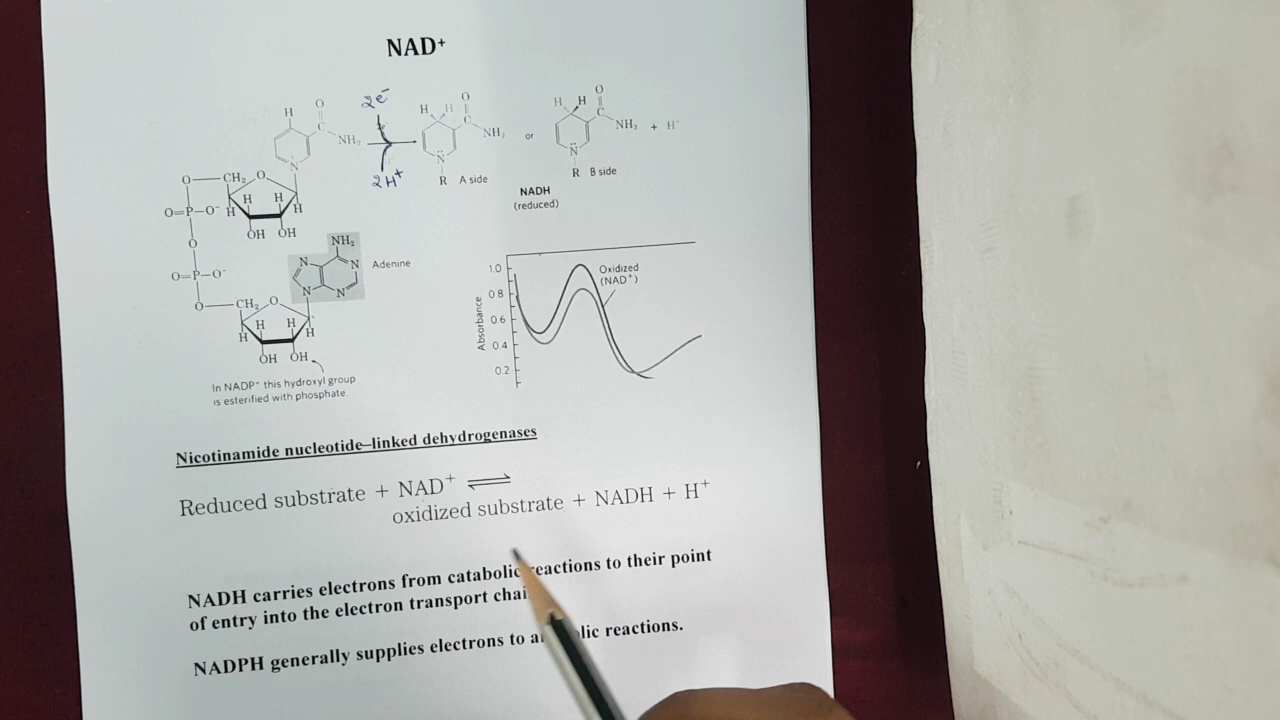 NAD⁺
H
O
C
NH₂
N
2e⁻
2H⁺
H H
O
C
NH₂
N
R A side
or
H H
O
C
NH₂
N
R B side
+ H⁺
NADH
(reduced)
O—CH₂ O
O=P—O⁻ H H H H
O OH OH
NH₂
N N
N N
Adenine
O=P—O⁻
O—CH₂ O
H H H H
OH OH
In NADP⁺ this hydroxyl group
is esterified with phosphate.
Absorbance
1.0
0.8
0.6
0.4
0.2
Oxidized
(NAD⁺)
Nicotinamide nucleotide–linked dehydrogenases
Reduced substrate + NAD⁺ ⇌
oxidized substrate + NADH + H⁺
NADH carries electrons from catabolic reactions to their point
of entry into the electron transport
NADPH generally supplies electrons to reactions.